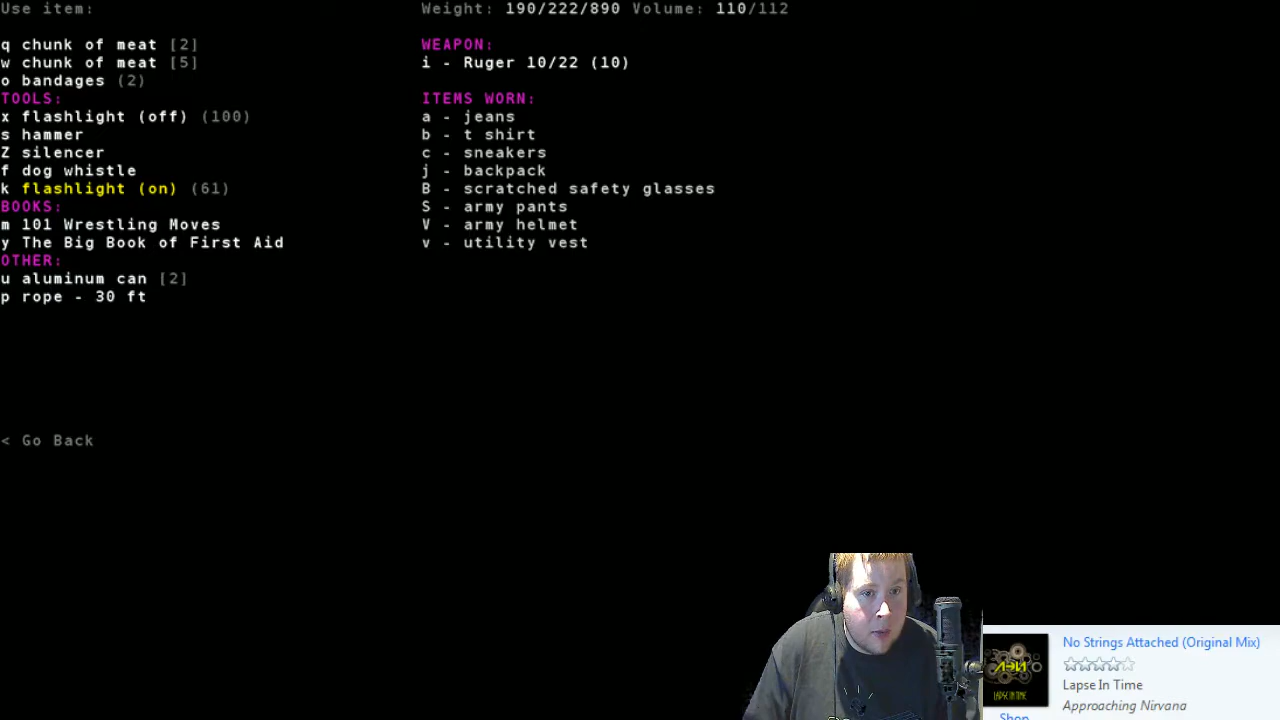 Use item:
Weight: 190/222/890 Volume: 110/112
q chunk of meat [2]
w chunk of meat [5]
o bandages (2)
TOOLS:
x flashlight (off) (100)
s hammer
Z silencer
f dog whistle
k flashlight (on) (61)
BOOKS:
m 101 Wrestling Moves
y The Big Book of First Aid
OTHER:
u aluminum can [2]
p rope - 30 ft
< Go Back
WEAPON:
i - Ruger 10/22 (10)
ITEMS WORN:
a - jeans
b - t shirt
c - sneakers
j - backpack
B - scratched safety glasses
S - army pants
V - army helmet
v - utility vest
No Strings Attached (Original Mix)
Lapse In Time
Approaching Nirvana
LAPSE IN TIME
Shop